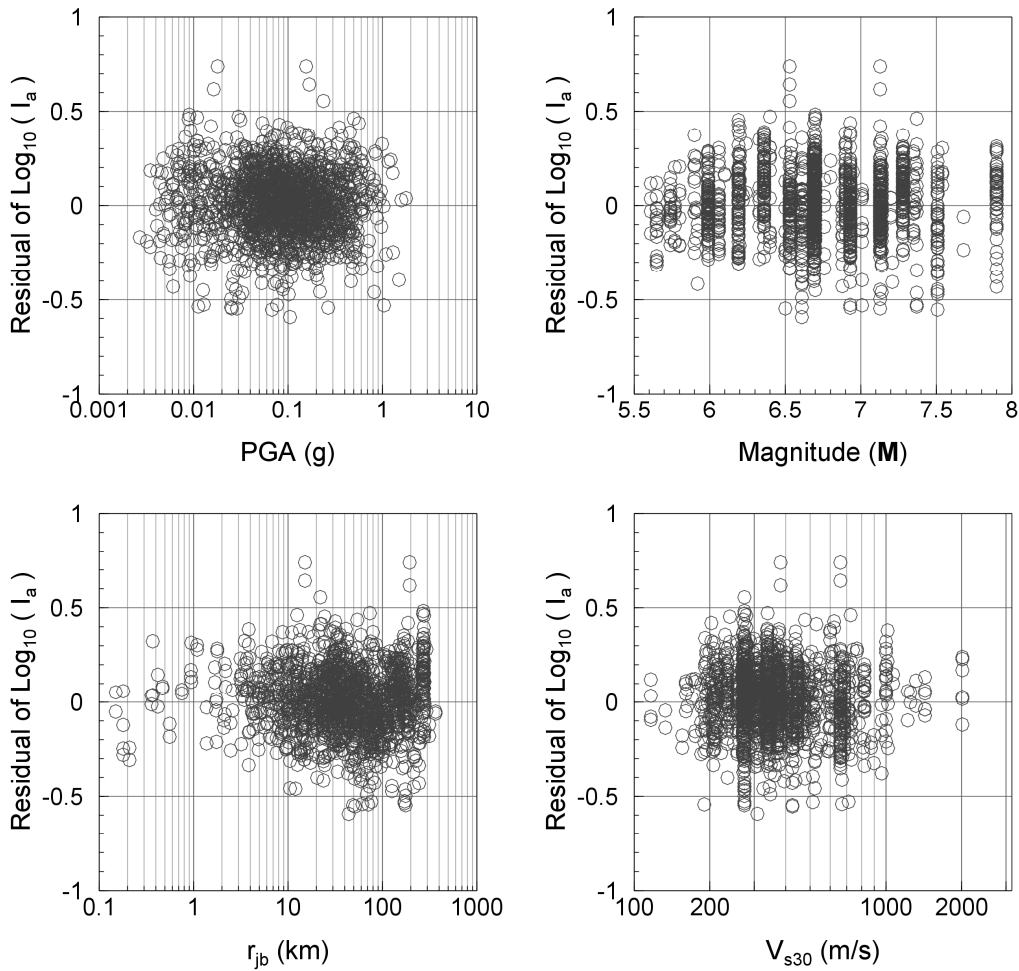 1
0.5
0
-0.5
-1
Residual of Log10 ( Ia )
0.001 0.01 0.1 1 10
PGA (g)
1
0.5
0
-0.5
-1
Residual of Log10 ( Ia )
5.5 6 6.5 7 7.5 8
Magnitude (M)
1
0.5
0
-0.5
-1
Residual of Log10 ( Ia )
0.1 1 10 100 1000
rjb (km)
1
0.5
0
-0.5
-1
Residual of Log10 ( Ia )
100 200 1000 2000
Vs30 (m/s)